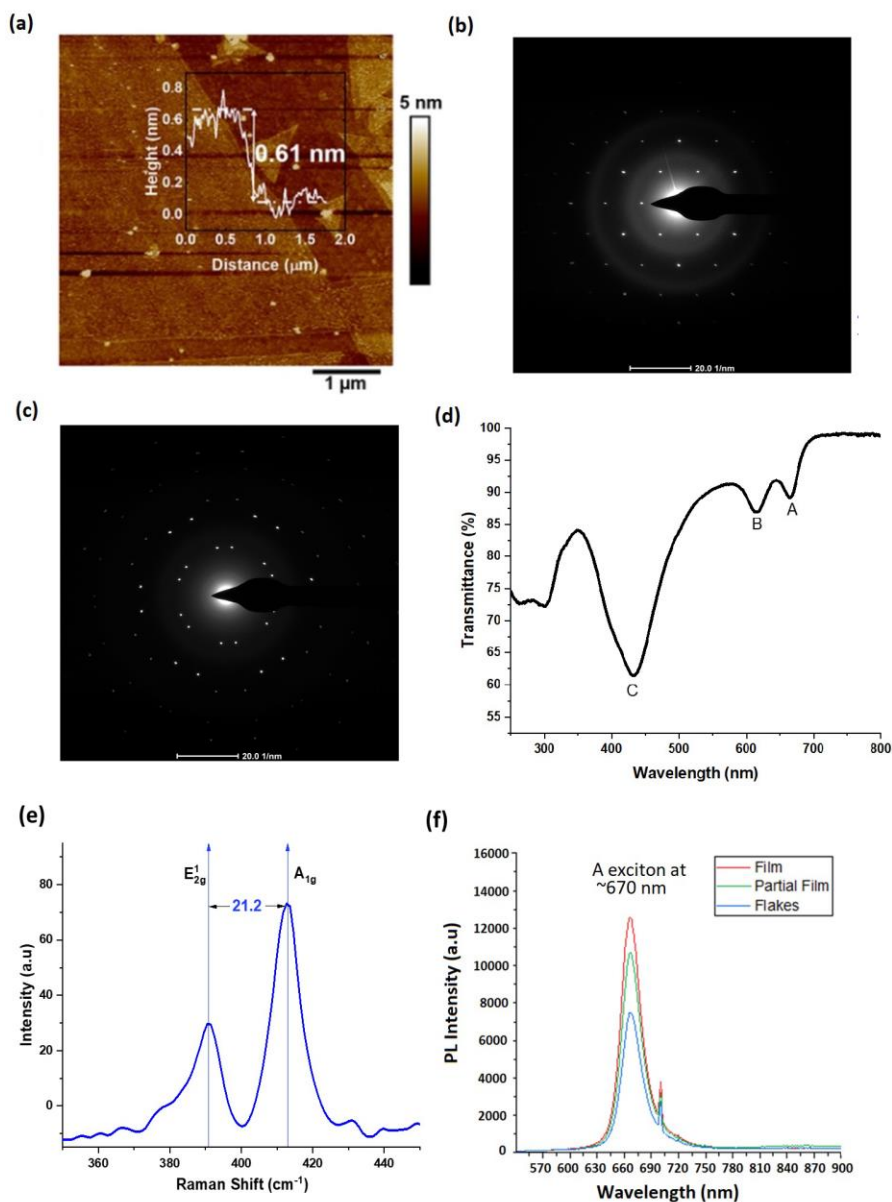 (a)
5 nm
0.8
0.6
0.4
0.2
0.0
Height (nm)
0.61 nm
0.0 0.5 1.0 1.5 2.0
Distance (μm)
1 μm
(b)
20.0 1/nm
(c)
20.0 1/nm
(d)
100
95
90
85
80
75
70
65
60
55
Transmittance (%)
B
A
C
300 400 500 600 700 800
Wavelength (nm)
(e)
E¹2g
A1g
21.2
80
60
40
20
0
Intensity (a.u)
360 380 400 420 440
Raman Shift (cm⁻¹)
(f)
A exciton at
~670 nm
Film
Partial Film
Flakes
16000
14000
12000
10000
8000
6000
4000
2000
0
PL Intensity (a.u)
570 600 630 660 690 720 750 780 810 840 870 900
Wavelength (nm)